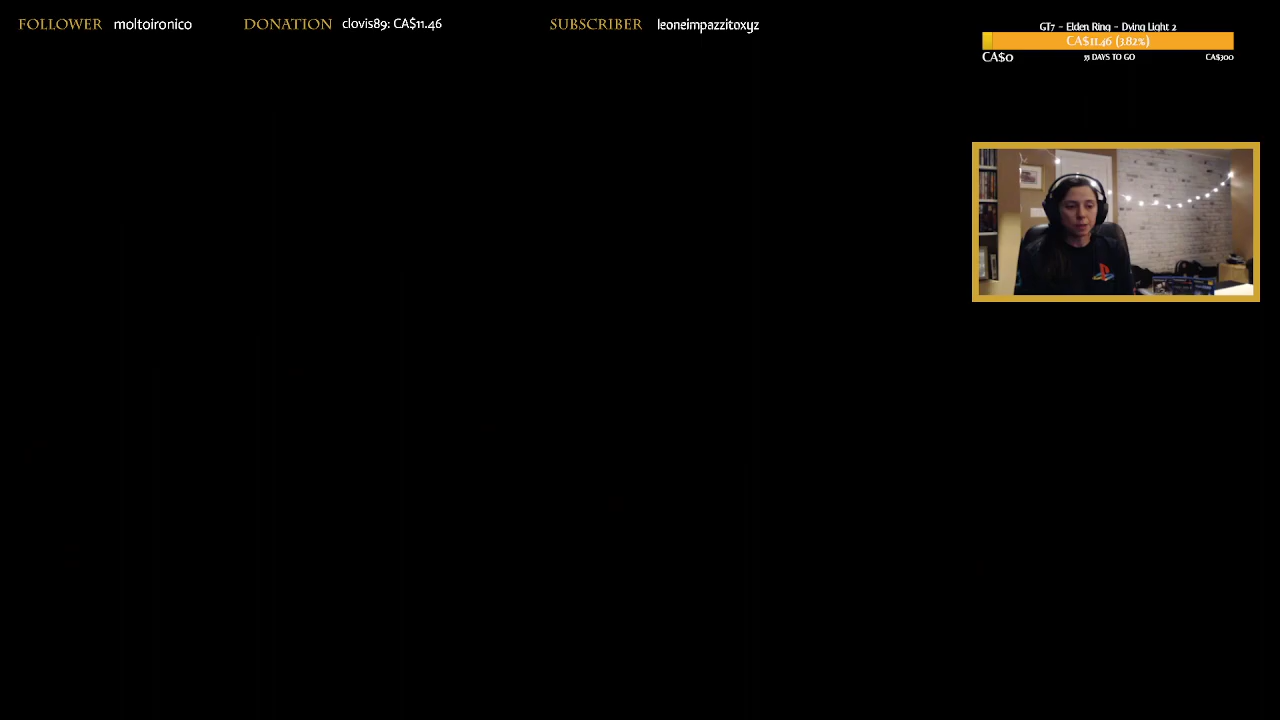 FOLLOWER moltoironico DONATION clovis89: CA$11.46 SUBSCRIBER leoneimpazzitoxyz
GT7 - Elden Ring - Dying Light 2
CA$11.46 (3.82%)
CA$0 33 DAYS TO GO CA$300